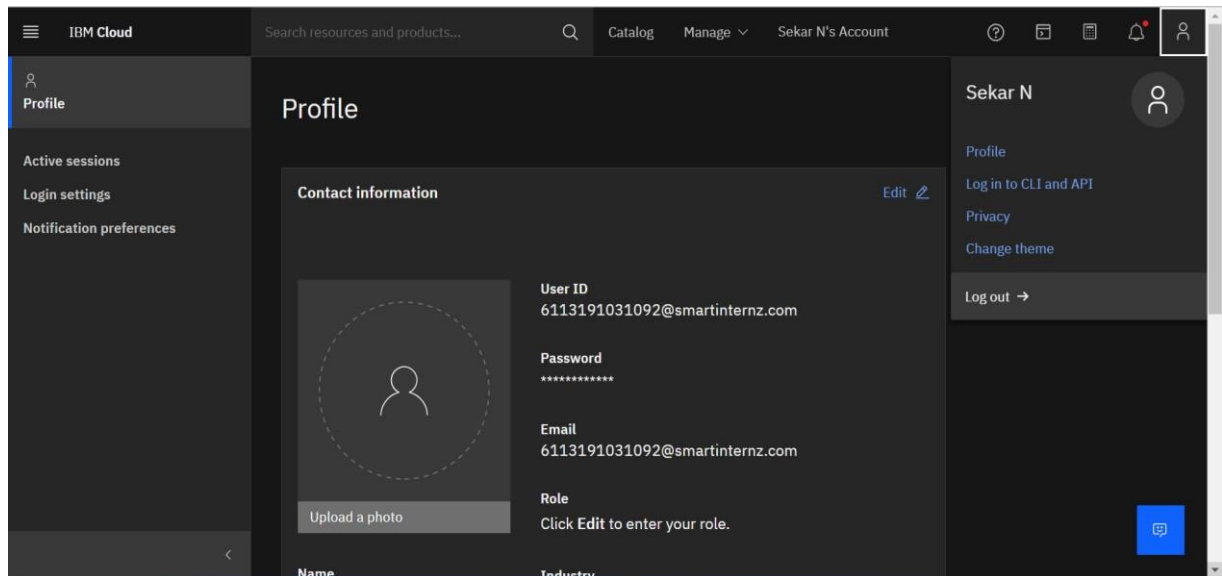 IBM Cloud
Search resources and products...
Catalog
Manage
Sekar N's Account
Profile
Active sessions
Login settings
Notification preferences
Profile
Contact information
Edit
Upload a photo
User ID
6113191031092@smartinternz.com
Password
************
Email
6113191031092@smartinternz.com
Role
Click Edit to enter your role.
Name
Industry
Sekar N
Profile
Log in to CLI and API
Privacy
Change theme
Log out →